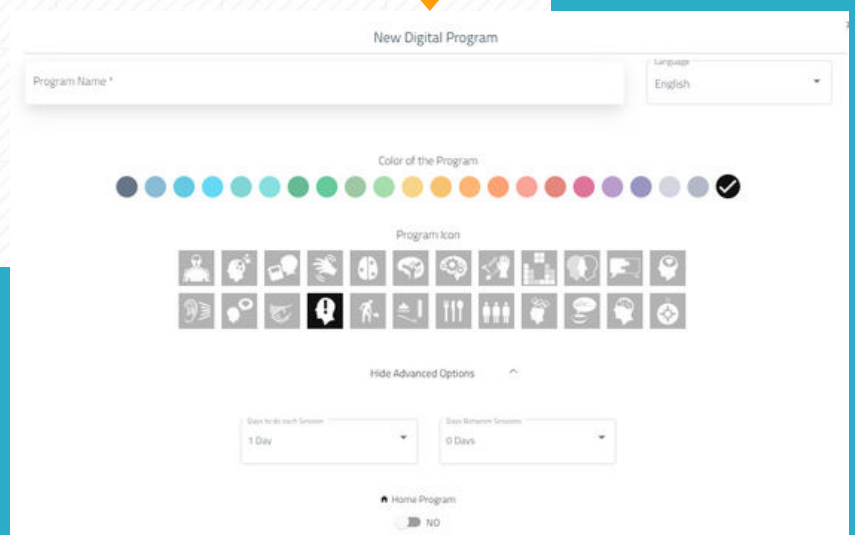 New Digital Program
Program Name *
Language
English
Color of the Program
Program Icon
Hide Advanced Options
Days to do each Session
Days Between Sessions
1 Day
0 Days
Home Program
NO